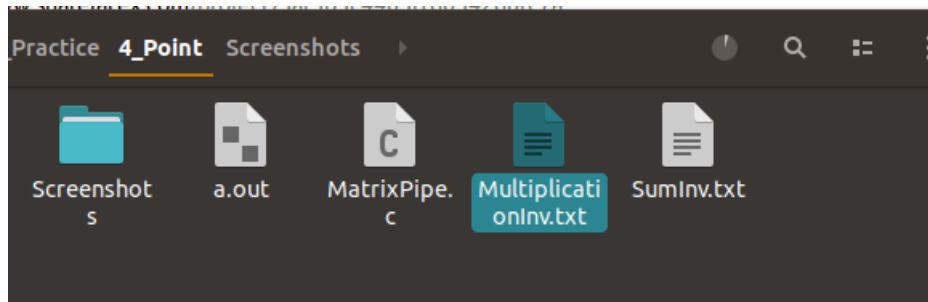 _Practice 4_Point Screenshots
Screenshot
s
a.out
MatrixPipe.
c
Multiplicati
onInv.txt
SumInv.txt
C